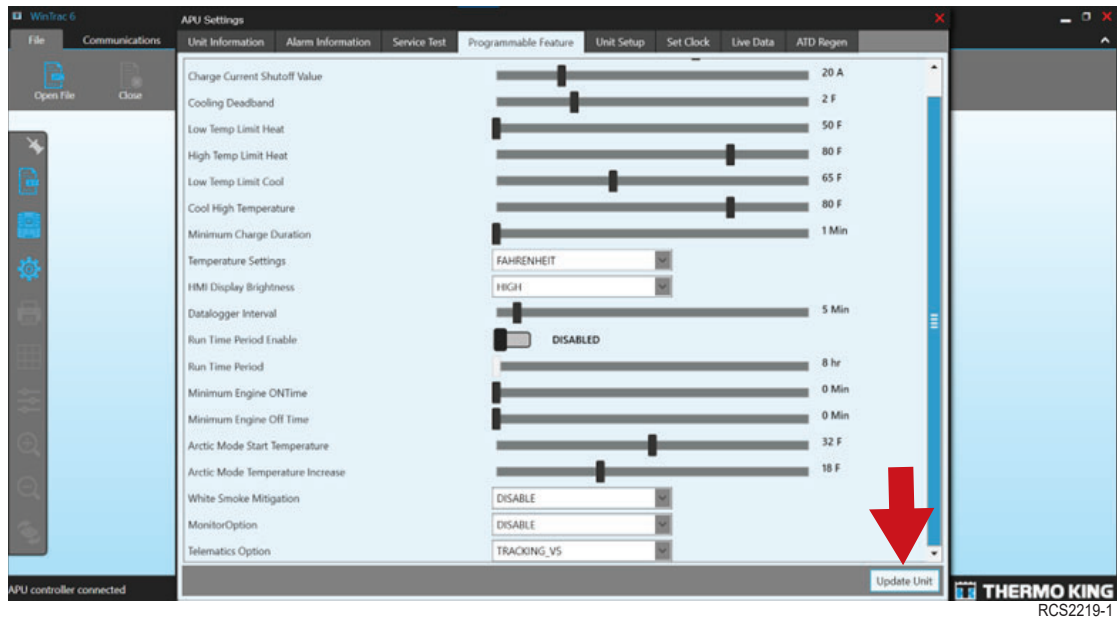 WinTrac 6
APU Settings
File Communications
Unit Information Alarm Information Service Test Programmable Feature Unit Setup Set Clock Live Data ATD Regen
Open File Close
Charge Current Shutoff Value 20 A
Cooling Deadband 2 F
Low Temp Limit Heat 50 F
High Temp Limit Heat 80 F
Low Temp Limit Cool 65 F
Cool High Temperature 80 F
Minimum Charge Duration 1 Min
Temperature Settings FAHRENHEIT
HMI Display Brightness HIGH
Datalogger Interval 5 Min
Run Time Period Enable DISABLED
Run Time Period 8 hr
Minimum Engine ONTime 0 Min
Minimum Engine Off Time 0 Min
Arctic Mode Start Temperature 32 F
Arctic Mode Temperature Increase 18 F
White Smoke Mitigation DISABLE
MonitorOption DISABLE
Telematics Option TRACKING_V5
Update Unit
APU controller connected
THERMO KING
RCS2219-1